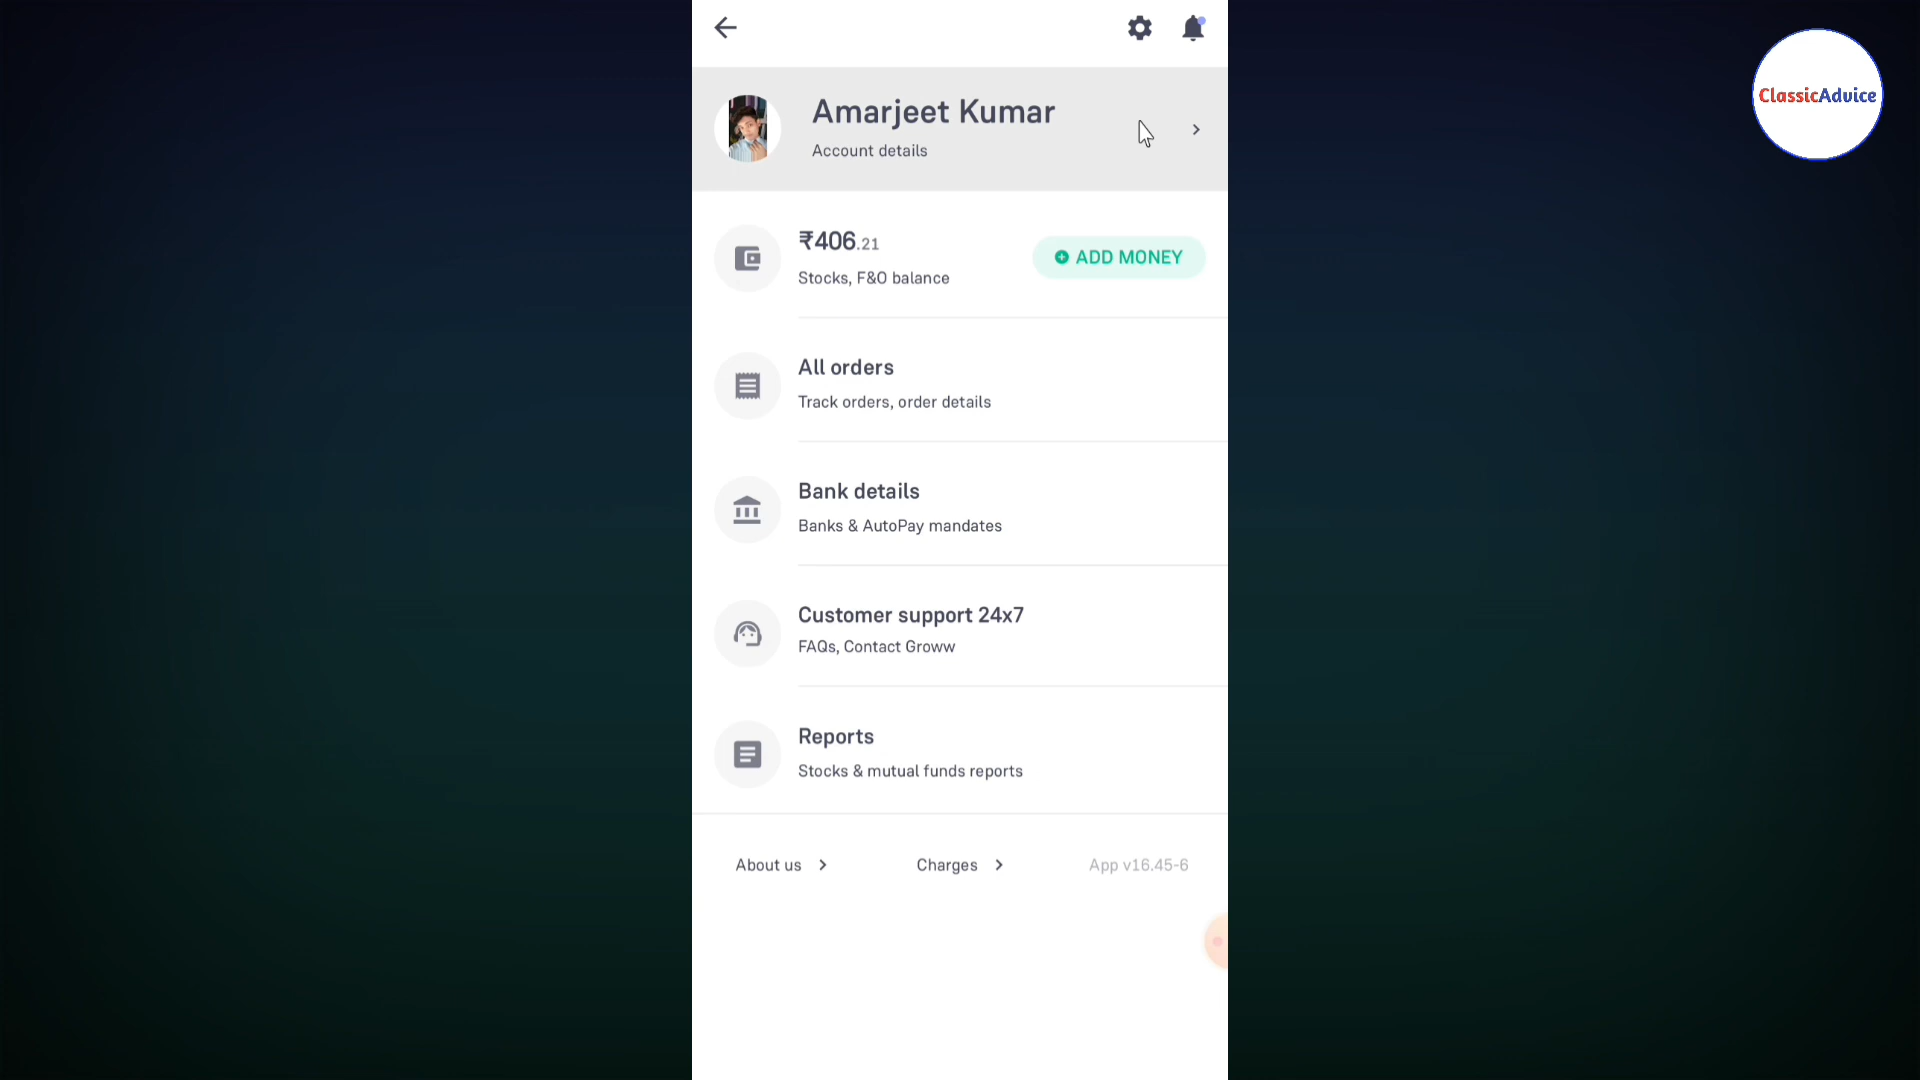 ClassicAdvice
Amarjeet Kumar
Account details
₹406.21
Stocks, F&O balance
ADD MONEY
All orders
Track orders, order details
Bank details
Banks & AutoPay mandates
Customer support 24x7
FAQs, Contact Groww
Reports
Stocks & mutual funds reports
About us
Charges
App v16.45-6